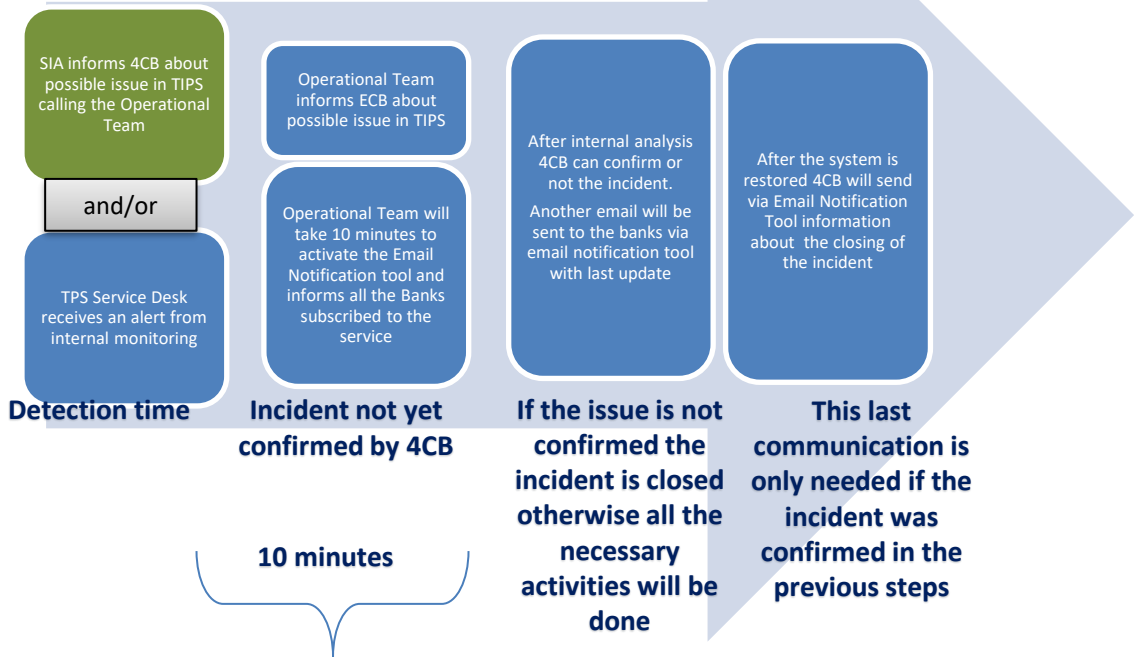 SIA informs 4CB about
possible issue in TIPS
calling the Operational
Team
and/or
TPS Service Desk
receives an alert from
internal monitoring
Detection time
Operational Team
informs ECB about
possible issue in TIPS
Operational Team will
take 10 minutes to
activate the Email
Notification tool and
informs all the Banks
subscribed to the
service
Incident not yet
confirmed by 4CB
10 minutes
After internal analysis
4CB can confirm or
not the incident.
Another email will be
sent to the banks via
email notification tool
with last update
If the issue is not
confirmed the
incident is closed
otherwise all the
necessary
activities will be
done
After the system is
restored 4CB will send
via Email Notification
Tool information
about the closing of
the incident
This last
communication is
only needed if the
incident was
confirmed in the
previous steps